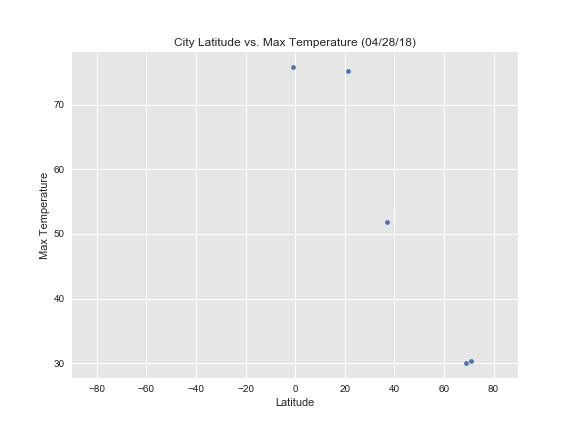 City Latitude vs. Max Temperature (04/28/18)
Max Temperature
70
60
50
40
30
−80 −60 −40 −20 0 20 40 60 80
Latitude